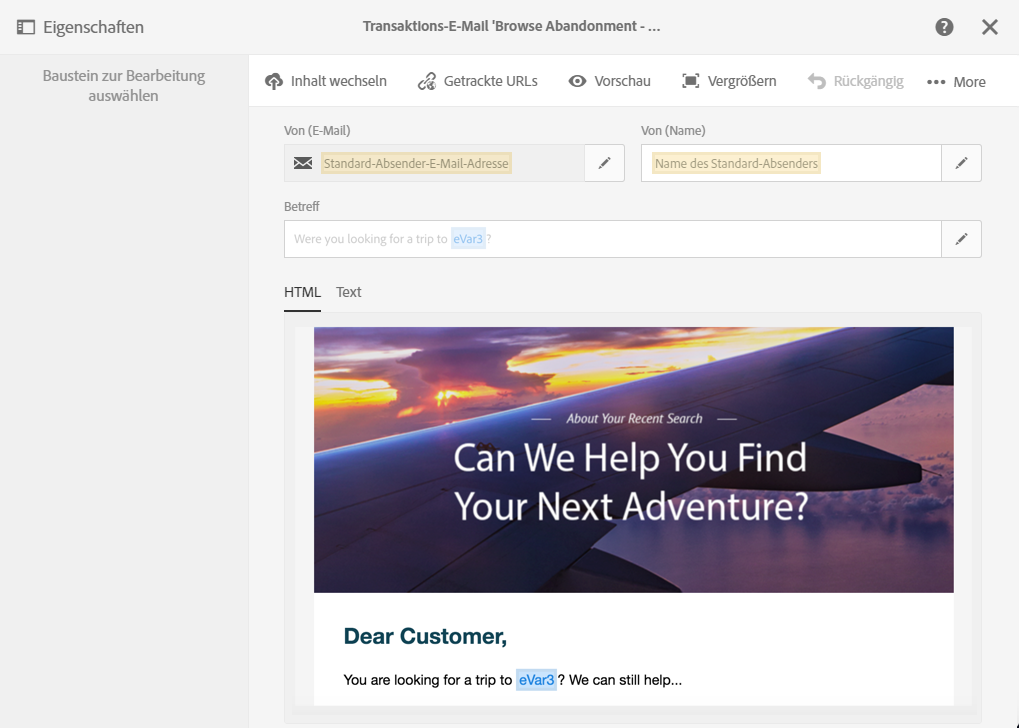 Eigenschaften
Transaktions-E-Mail 'Browse Abandonment - ...
Baustein zur Bearbeitung
auswählen
Inhalt wechseln
Getrackte URLs
Vorschau
Vergrößern
Rückgängig
More
Von (E-Mail)
Von (Name)
Standard-Absender-E-Mail-Adresse
Name des Standard-Absenders
Betreff
Were you looking for a trip to eVar3 ?
HTML
Text
About Your Recent Search
Can We Help You Find
Your Next Adventure?
Dear Customer,
You are looking for a trip to eVar3 ? We can still help...